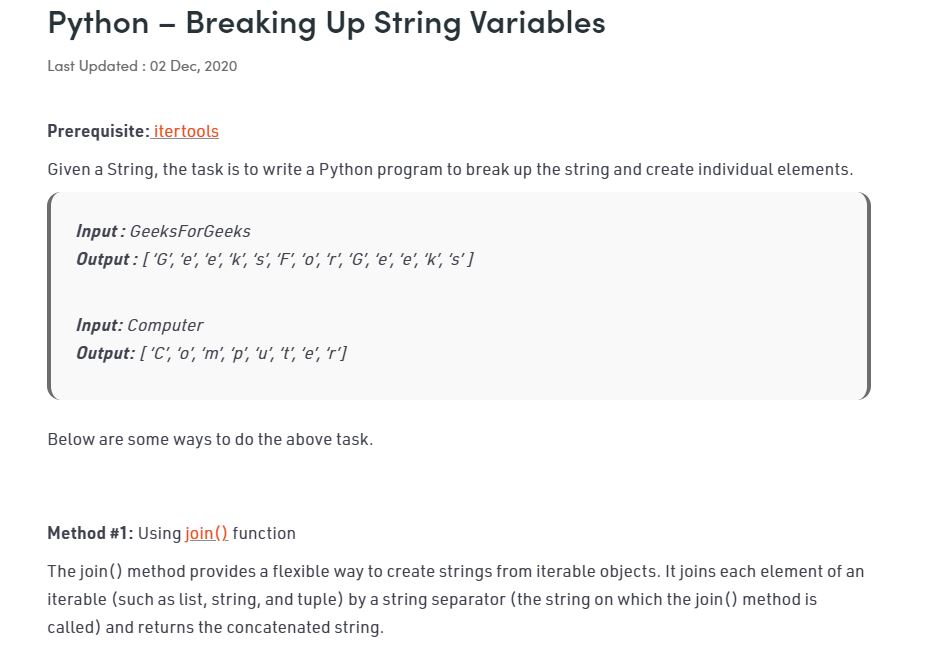 Python – Breaking Up String Variables
Last Updated : 02 Dec, 2020
Prerequisite: itertools
Given a String, the task is to write a Python program to break up the string and create individual elements.
Input : GeeksForGeeks
Output : [ ‘G’, ‘e’, ‘e’, ‘k’, ‘s’, ‘F’, ‘o’, ‘r’, ‘G’, ‘e’, ‘e’, ‘k’, ‘s’ ]
Input: Computer
Output: [ ‘C’, ‘o’, ‘m’, ‘p’, ‘u’, ‘t’, ‘e’, ‘r’]
Below are some ways to do the above task.
Method #1: Using join() function
The join() method provides a flexible way to create strings from iterable objects. It joins each element of an
iterable (such as list, string, and tuple) by a string separator (the string on which the join() method is
called) and returns the concatenated string.